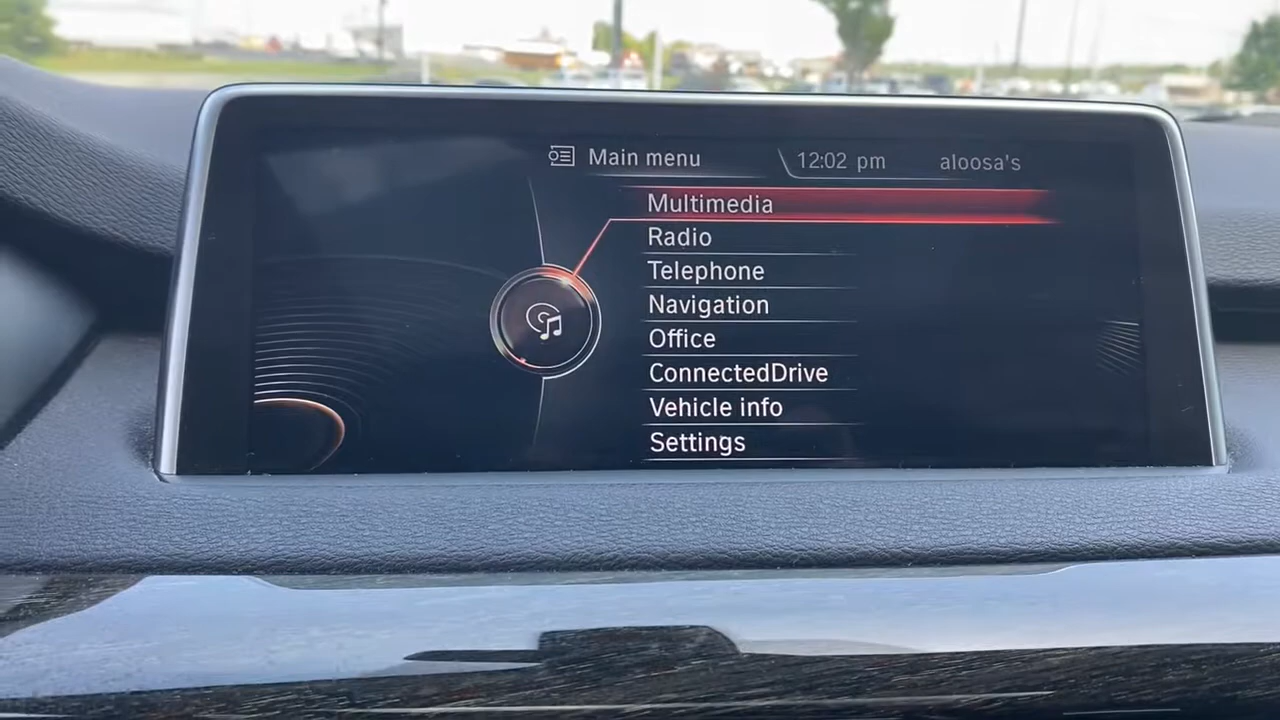 Main menu
12:02 pm
aloosa's
Multimedia
Radio
Telephone
Navigation
Office
ConnectedDrive
Vehicle info
Settings